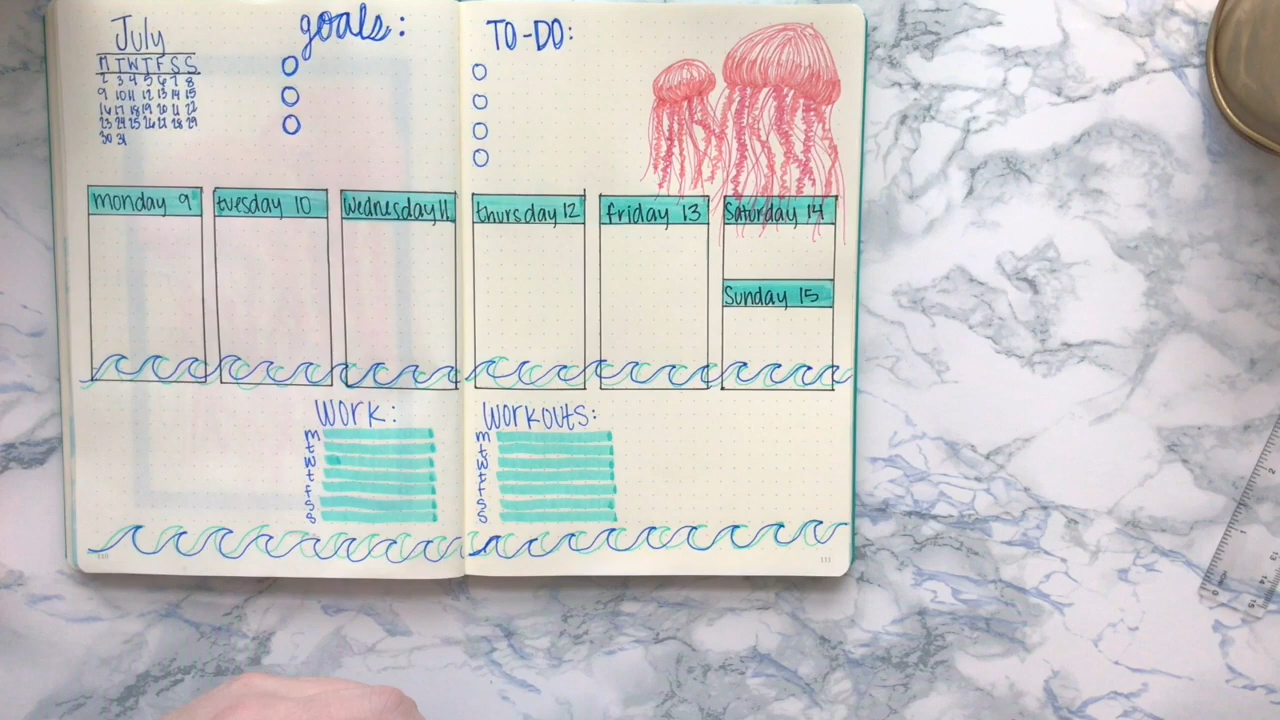 July
M T W T F S S
2 3 4 5 6 7 8
9 10 11 12 13 14 15
16 17 18 19 20 21 22
23 24 25 26 27 28 29
30 31
goals:
TO-DO:
monday 9
tuesday 10
Wednesday 11
thursday 12
friday 13
Saturday 14
Sunday 15
Work:
m
t
w
t
f
s
s
Workouts:
m
t
w
t
f
s
s